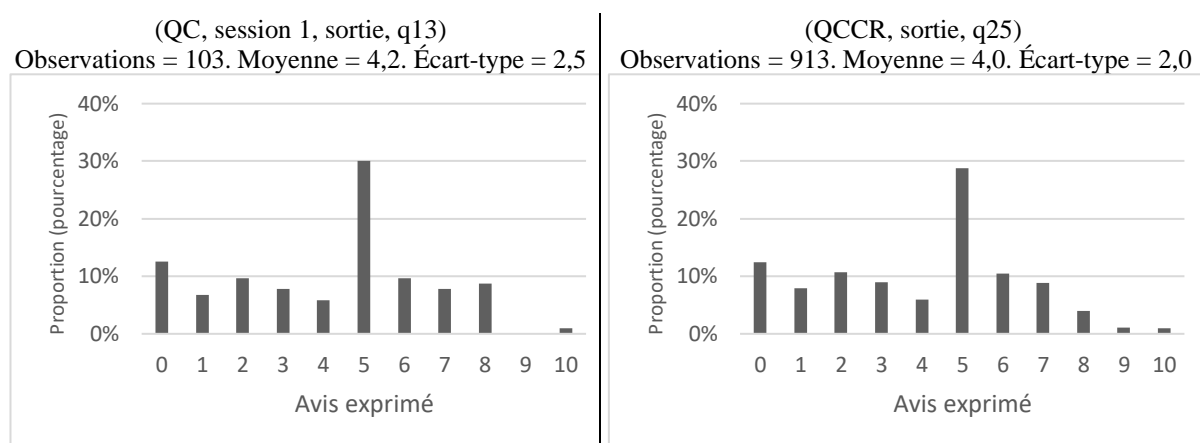 (QC, session 1, sortie, q13)
Observations = 103. Moyenne = 4,2. Écart-type = 2,5
Proportion (pourcentage)
40%
30%
20%
10%
0%
0 1 2 3 4 5 6 7 8 9 10
Avis exprimé
(QCCR, sortie, q25)
Observations = 913. Moyenne = 4,0. Écart-type = 2,0
Proportion (pourcentage)
40%
30%
20%
10%
0%
0 1 2 3 4 5 6 7 8 9 10
Avis exprimé